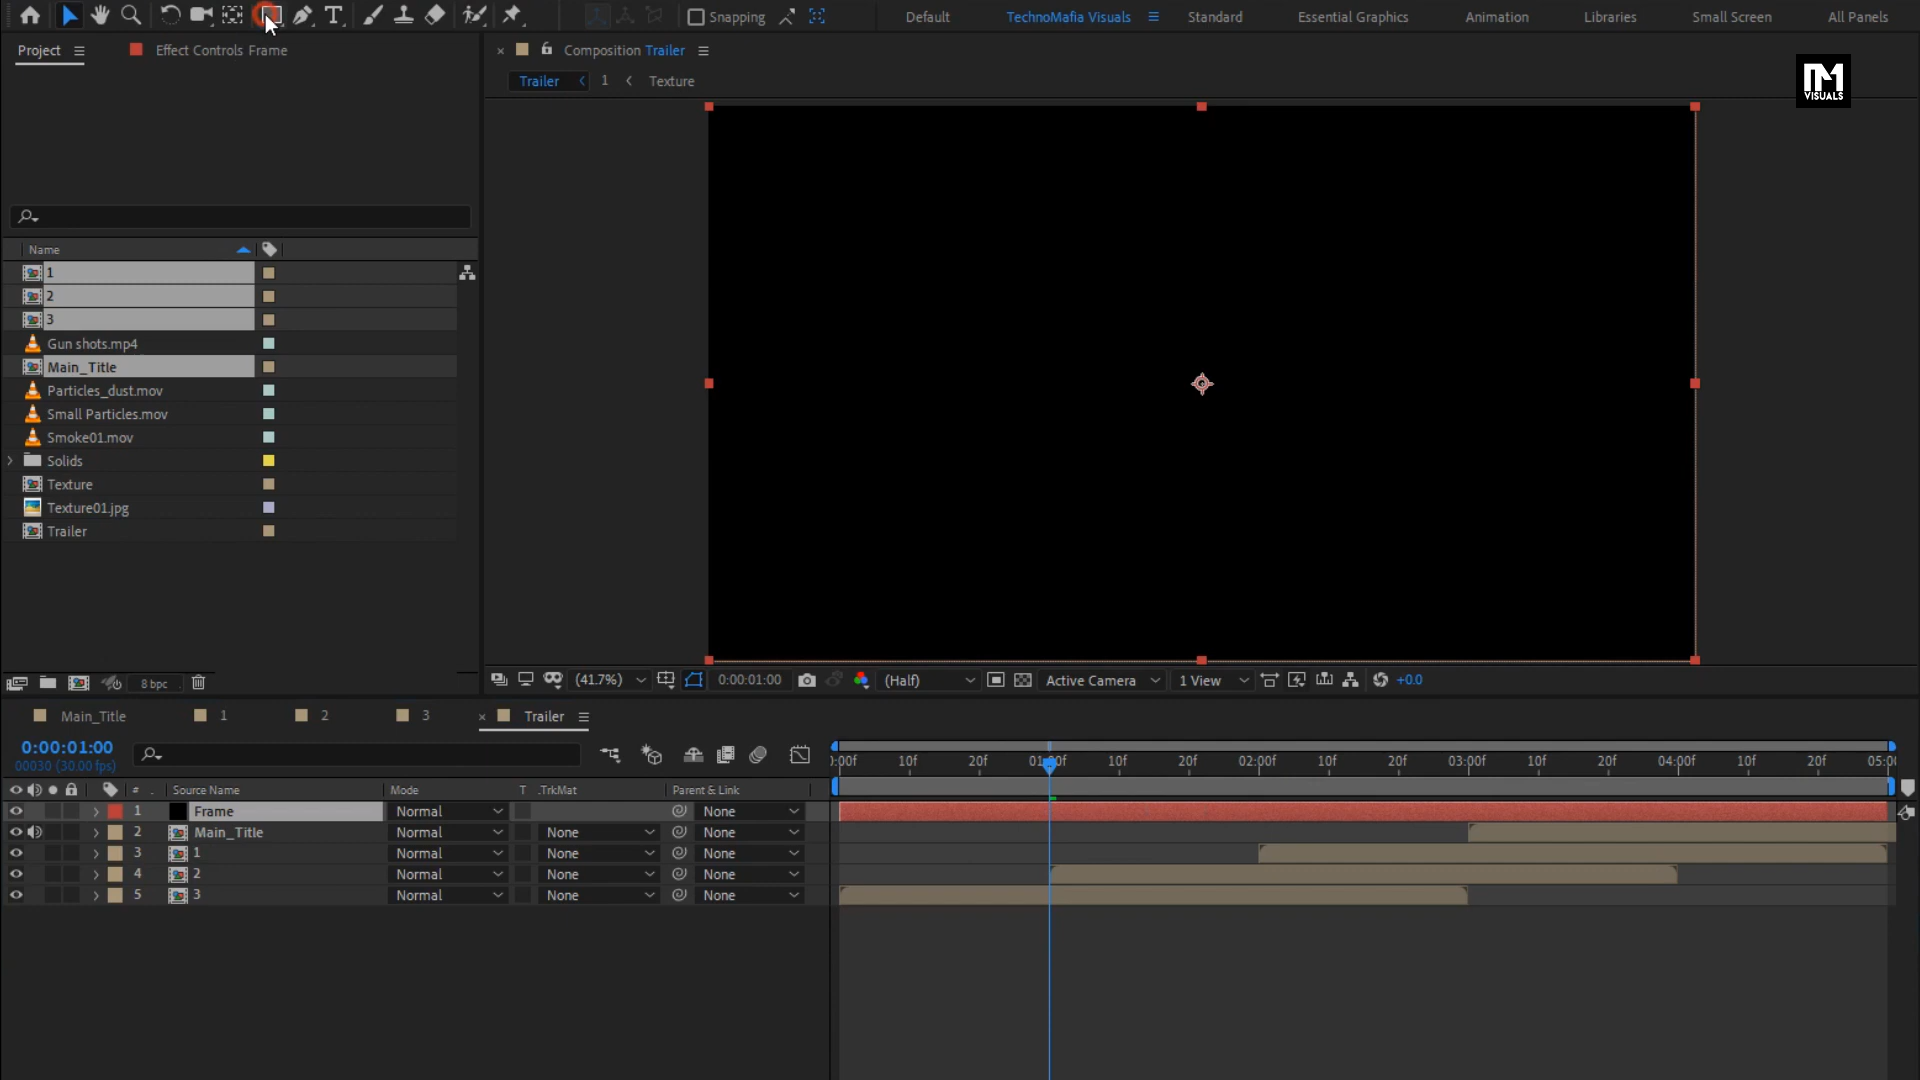 Snapping
Default
TechnoMafia Visuals
Standard
Essential Graphics
Animation
Libraries
Small Screen
All Panels
Project
Effect Controls Frame
Composition Trailer
VISUALS
Trailer
1
Texture
Name
1
2
3
Gun shots.mp4
Main_Title
Particles_dust.mov
Small Particles.mov
Smoke01.mov
Solids
Texture
Texture01.jpg
Trailer
8 bpc
(41.7%)
0:00:01:00
(Half)
Active Camera
1 View
+0.0
Main_Title
1
2
3
Trailer
0:00:01:00
00030 (30.00 fps)
):00f 10f 20f 01:00f 10f 20f 02:00f 10f 20f 03:00f 10f 20f 04:00f 10f 20f 05:00
# Source Name Mode T .TrkMat Parent & Link
1 Frame Normal None
2 Main_Title Normal None None
3 1 Normal None None
4 2 Normal None None
5 3 Normal None None